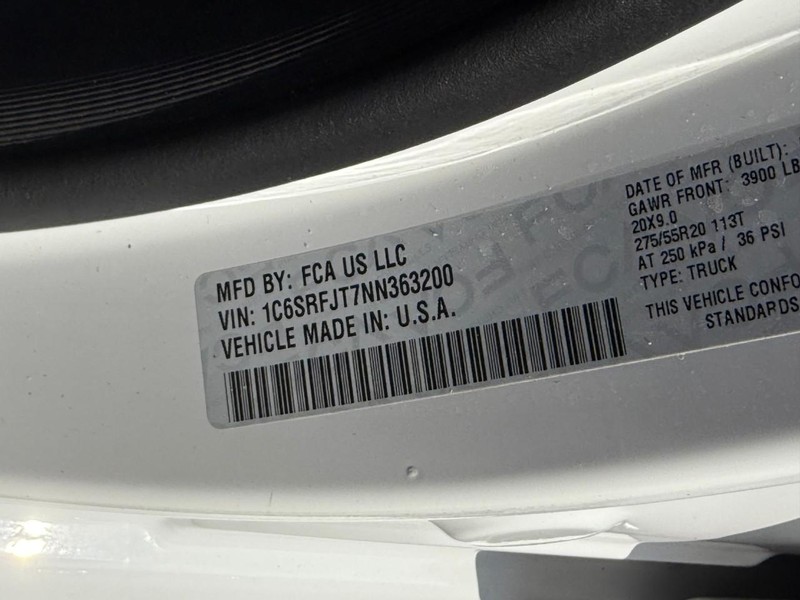 MFD BY: FCA US LLC
VIN: 1C6SRFJT7NN363200
VEHICLE MADE IN: U.S.A.
DATE OF MFR (BUILT):
GAWR FRONT: 3900 LB
20X9.0
275/55R20 113T
AT 250 kPa / 36 PSI
TYPE: TRUCK
THIS VEHICLE CONFO
STANDARDS